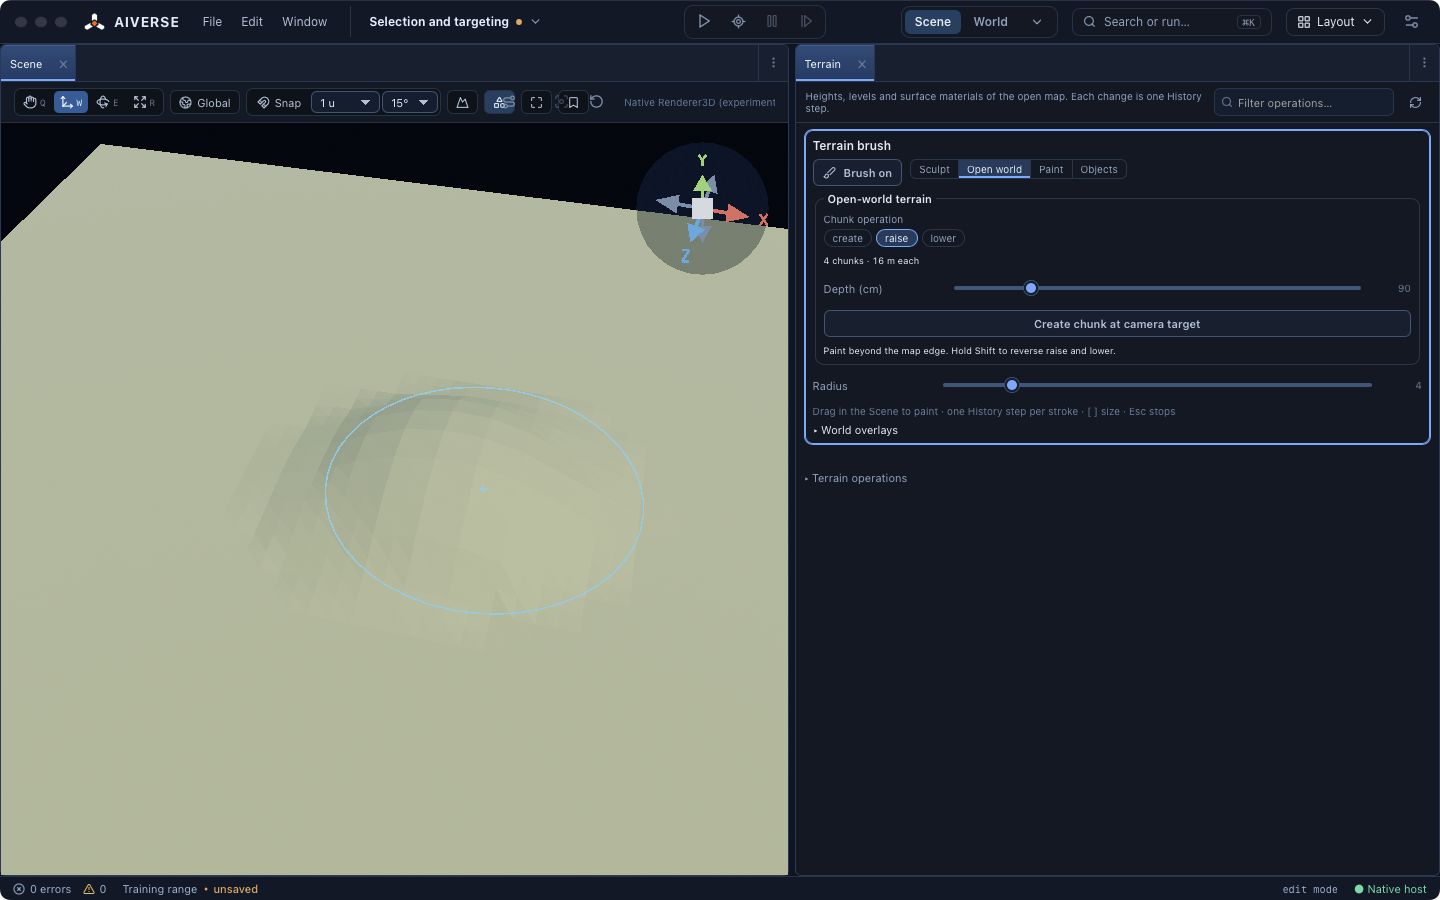 AIVERSE File Edit Window Selection and targeting Scene World Search or run... ⌘K Layout
Scene
Q W E R Global Snap 1 u 15° Native Renderer3D (experiment
Y
X
Z
Terrain
Heights, levels and surface materials of the open map. Each change is one History
step.
Filter operations...
Terrain brush
Brush on Sculpt Open world Paint Objects
Open-world terrain
Chunk operation
create raise lower
4 chunks · 16 m each
Depth (cm) 90
Create chunk at camera target
Paint beyond the map edge. Hold Shift to reverse raise and lower.
Radius 4
Drag in the Scene to paint · one History step per stroke · [ ] size · Esc stops
World overlays
Terrain operations
0 errors 0 Training range • unsaved edit mode Native host